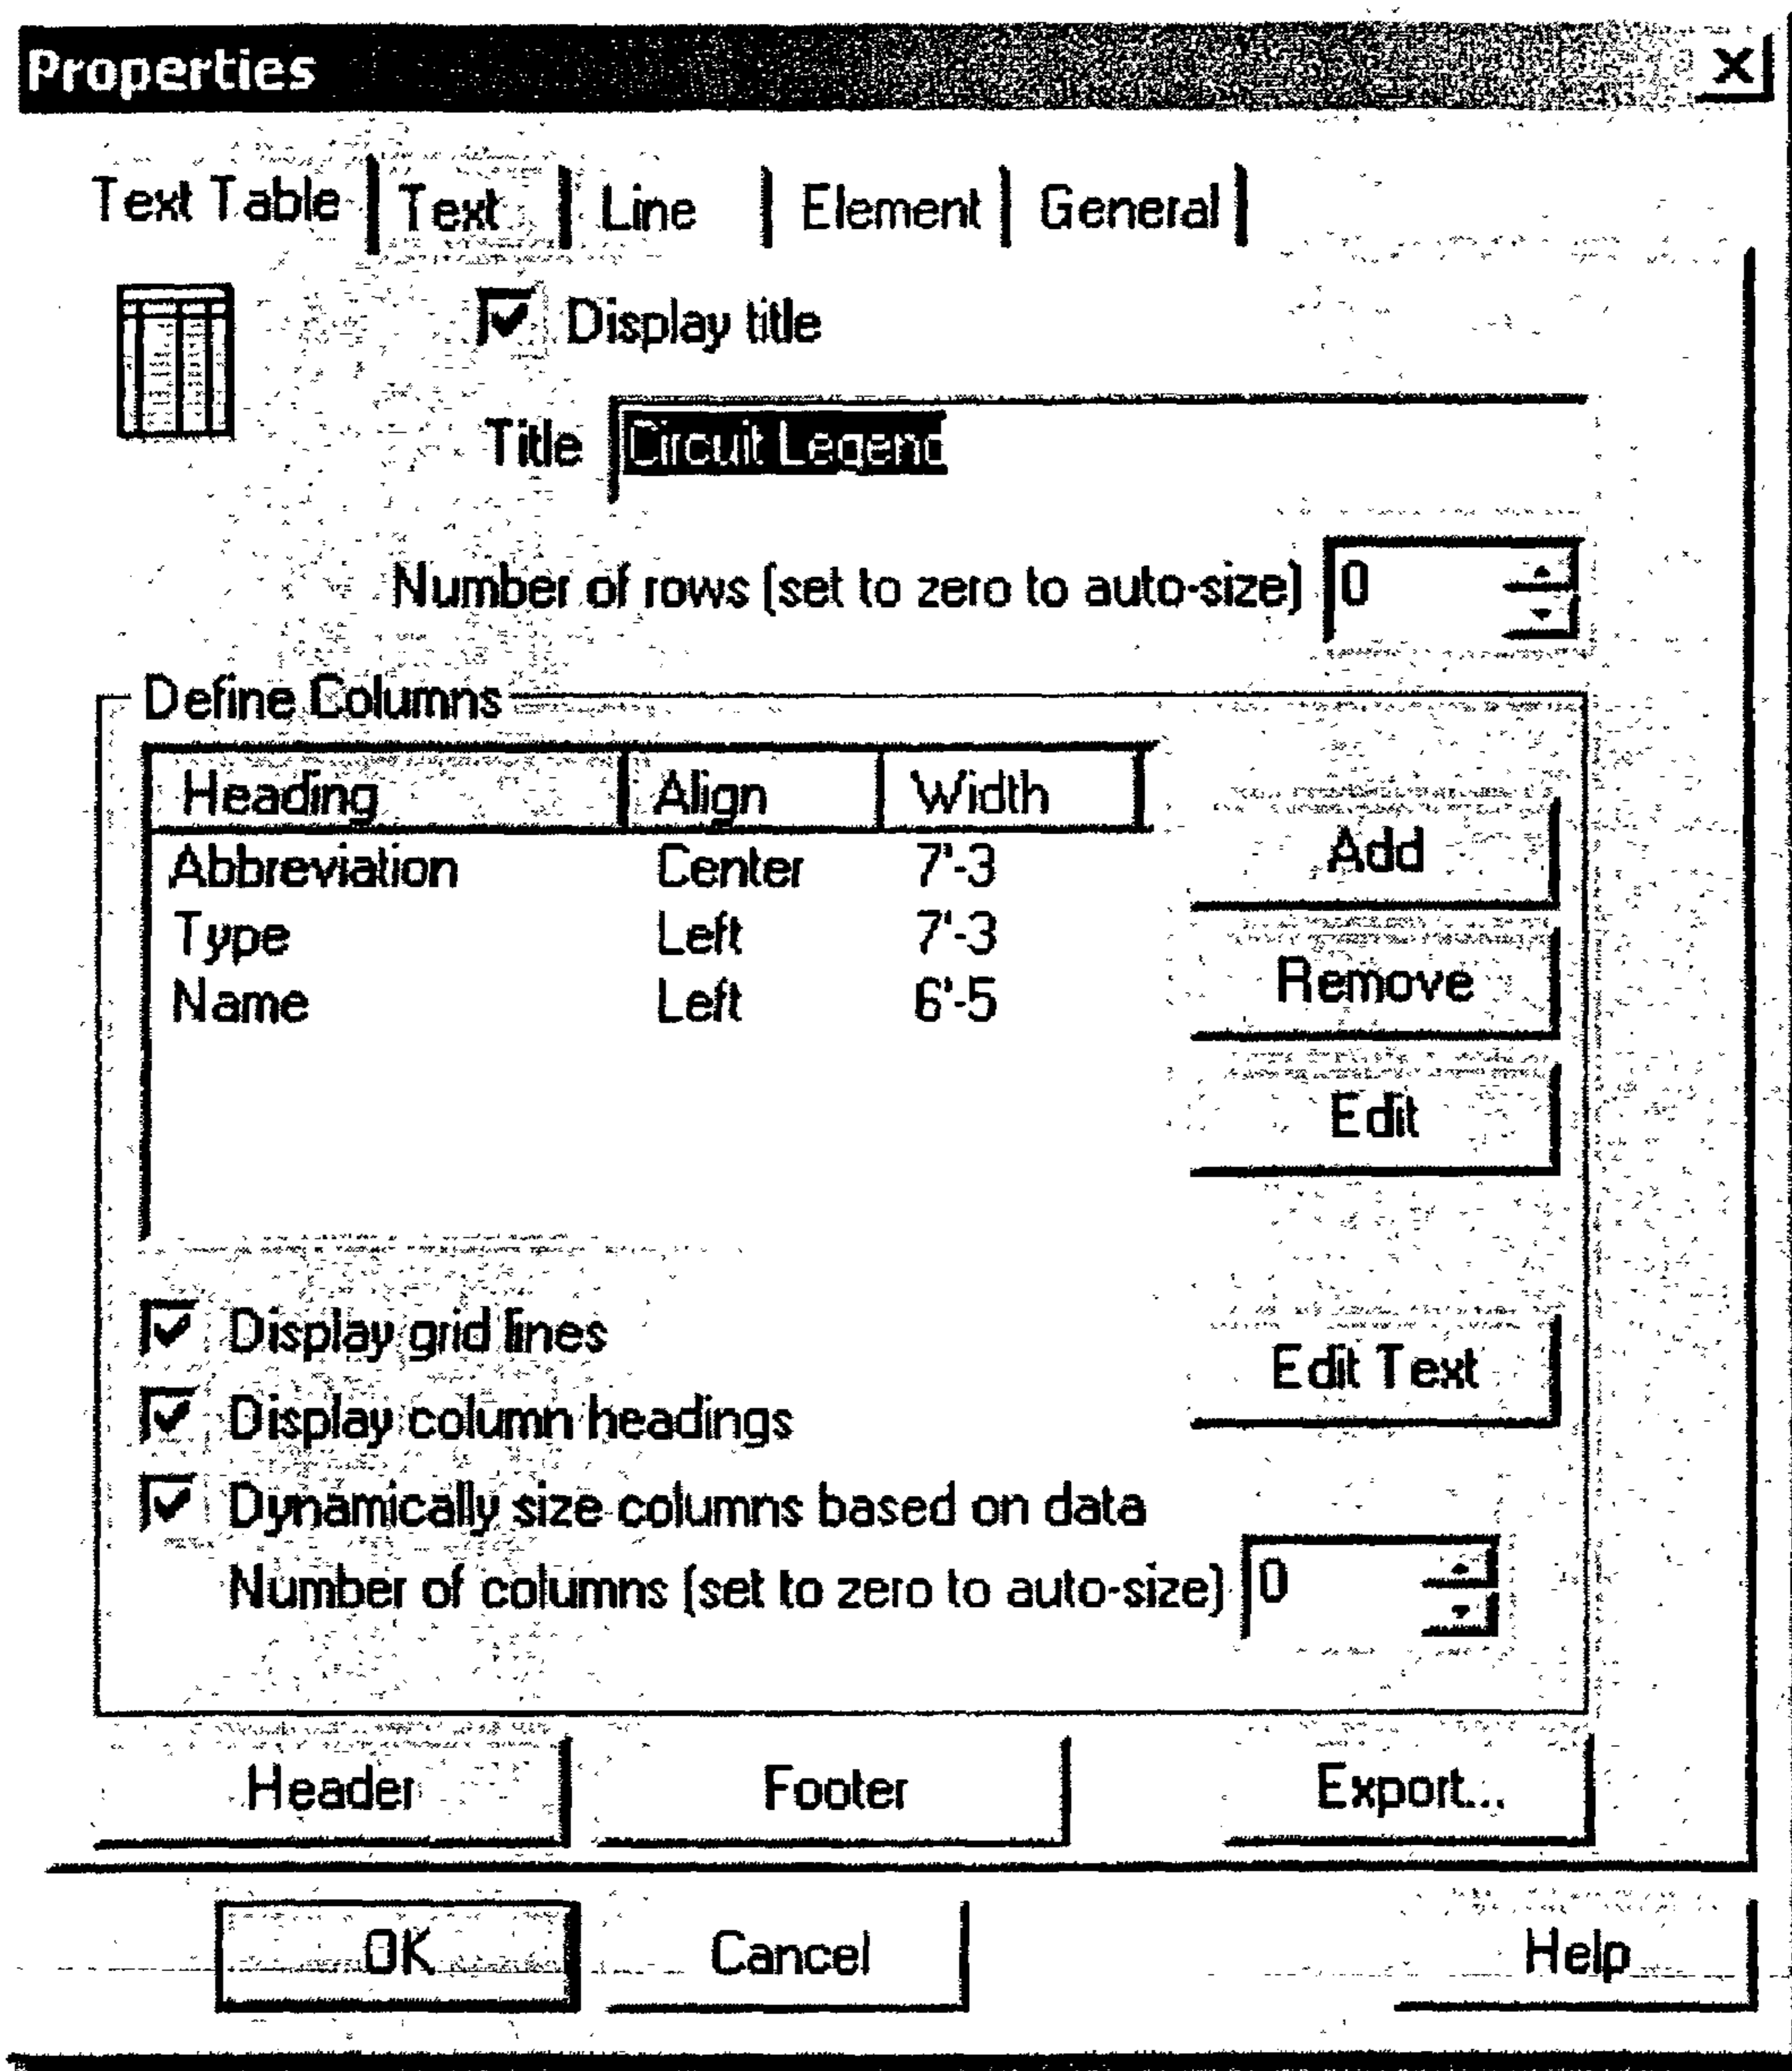 Properties
Text Table Text Line Element General
Display title
Title Circuit Legend
Number of rows (set to zero to auto-size) 0
Define Columns
Heading Align Width
Abbreviation Center 7'-3
Type Left 7'-3
Name Left 6'-5
Add
Remove
Edit
Display grid lines
Edit Text
Display column headings
Dynamically size columns based on data
Number of columns (set to zero to auto-size) 0
Header Footer Export...
OK Cancel Help